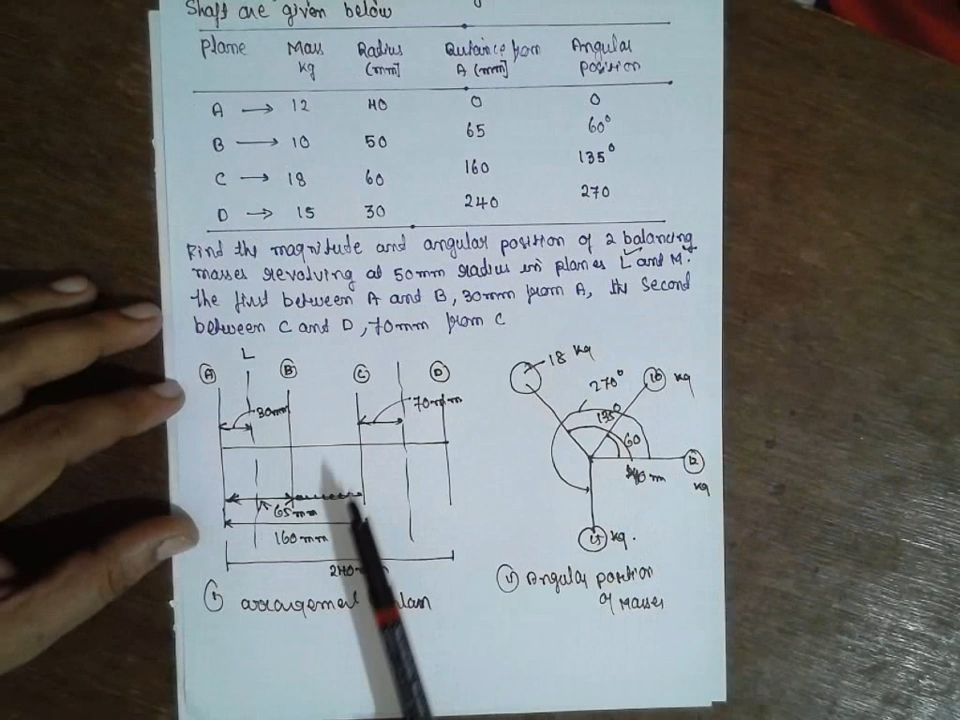 Shaft are given below
Plane Mass kg Radius (mm] Distance from A (mm] Angular position
A → 12 40 0 0
B → 10 50 65 60°
C → 18 60 160 135°
D → 15 30 240 270
Find the magnitude and angular position of 2 balancing
masses revolving at 50mm radius in planes L and M.
The first between A and B, 30mm from A, the second
between C and D, 70mm from C
L
A B C D
30mm 70mm
65mm
160mm
i arrangement
18 kg
270° 10 kg
135°
60
12 kg
15 kg.
ii Angular position
of Masses